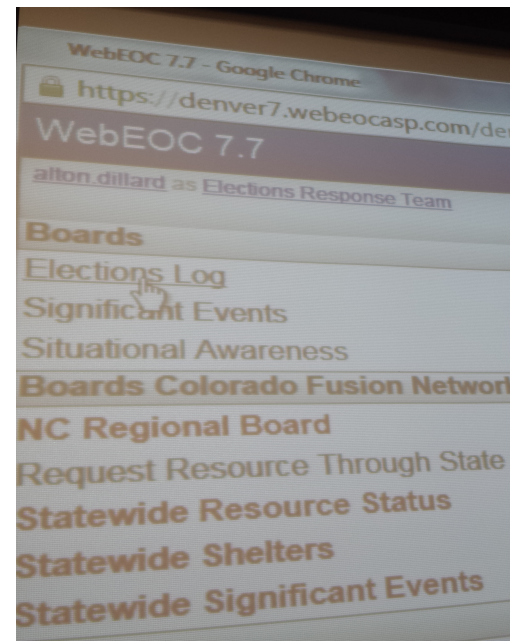 WebEOC 7.7 - Google Chrome
https://denver7.webeocasp.com/de
WebEOC 7.7
alton.dillard as Elections Response Team
Boards
Elections Log
Significant Events
Situational Awareness
Boards Colorado Fusion Network
NC Regional Board
Request Resource Through State
Statewide Resource Status
Statewide Shelters
Statewide Significant Events